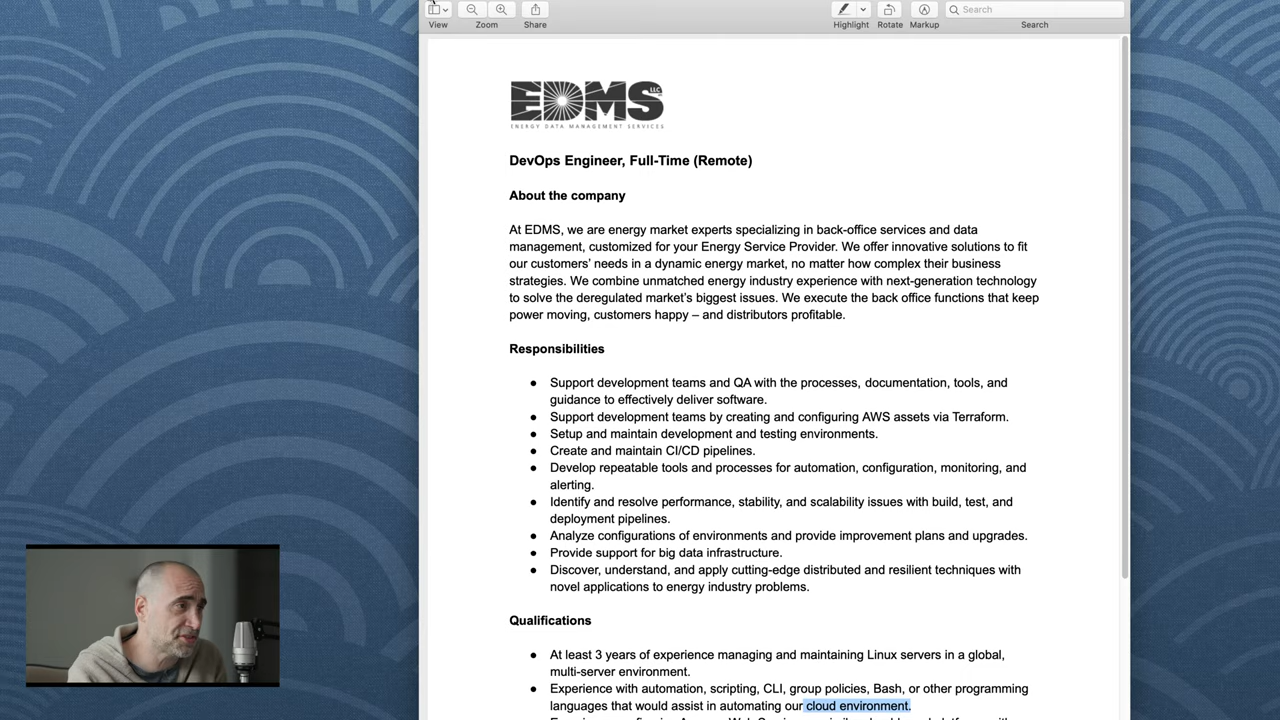 View
Zoom
Share
Highlight
Rotate
Markup
Search
Search
EDMS LLC
ENERGY DATA MANAGEMENT SERVICES
DevOps Engineer, Full-Time (Remote)
About the company
At EDMS, we are energy market experts specializing in back-office services and data
management, customized for your Energy Service Provider. We offer innovative solutions to fit
our customers’ needs in a dynamic energy market, no matter how complex their business
strategies. We combine unmatched energy industry experience with next-generation technology
to solve the deregulated market’s biggest issues. We execute the back office functions that keep
power moving, customers happy – and distributors profitable.
Responsibilities
● Support development teams and QA with the processes, documentation, tools, and
guidance to effectively deliver software.
● Support development teams by creating and configuring AWS assets via Terraform.
● Setup and maintain development and testing environments.
● Create and maintain CI/CD pipelines.
● Develop repeatable tools and processes for automation, configuration, monitoring, and
alerting.
● Identify and resolve performance, stability, and scalability issues with build, test, and
deployment pipelines.
● Analyze configurations of environments and provide improvement plans and upgrades.
● Provide support for big data infrastructure.
● Discover, understand, and apply cutting-edge distributed and resilient techniques with
novel applications to energy industry problems.
Qualifications
● At least 3 years of experience managing and maintaining Linux servers in a global,
multi-server environment.
● Experience with automation, scripting, CLI, group policies, Bash, or other programming
languages that would assist in automating our cloud environment.